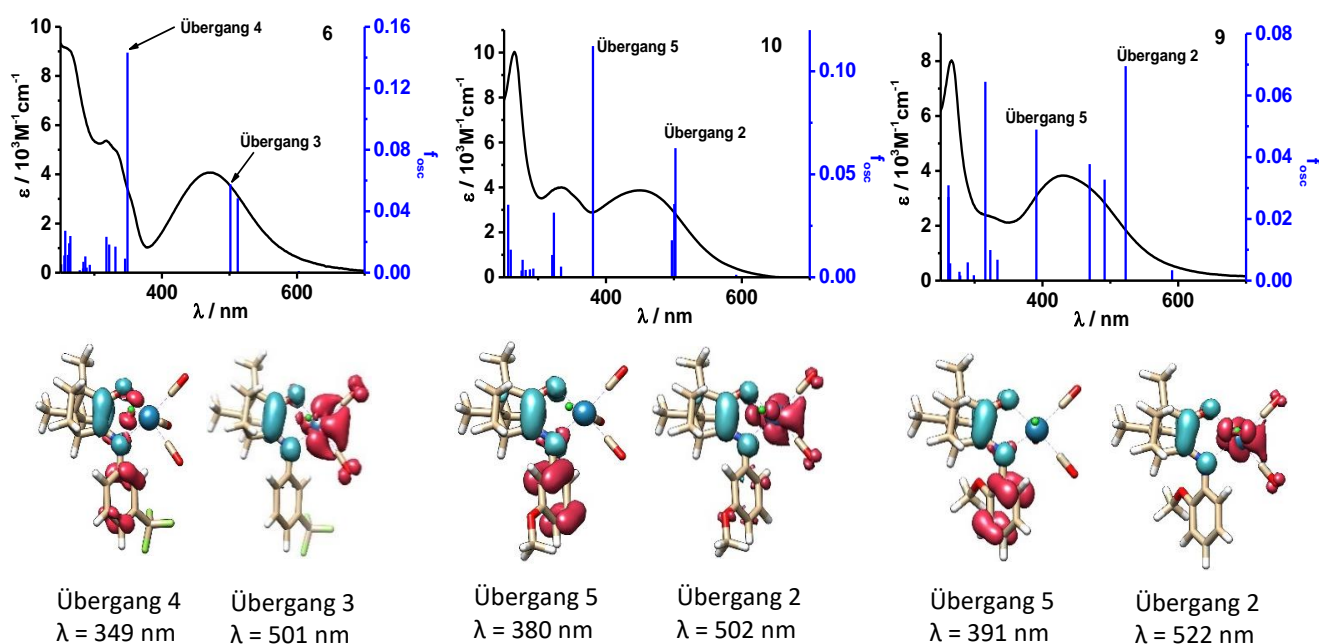 10
8
6
4
2
0
ε / 10³M⁻¹cm⁻¹
Übergang 4
Übergang 3
6
0.16
0.12
0.08
0.04
0.00
f osc
400
600
λ / nm
10
8
6
4
2
0
ε / 10³M⁻¹cm⁻¹
Übergang 5
Übergang 2
10
0.10
0.05
0.00
f osc
400
600
λ / nm
8
6
4
2
0
ε / 10³M⁻¹cm⁻¹
Übergang 5
Übergang 2
9
0.08
0.06
0.04
0.02
0.00
f osc
400
600
λ / nm
Übergang 4
λ = 349 nm
Übergang 3
λ = 501 nm
Übergang 5
λ = 380 nm
Übergang 2
λ = 502 nm
Übergang 5
λ = 391 nm
Übergang 2
λ = 522 nm